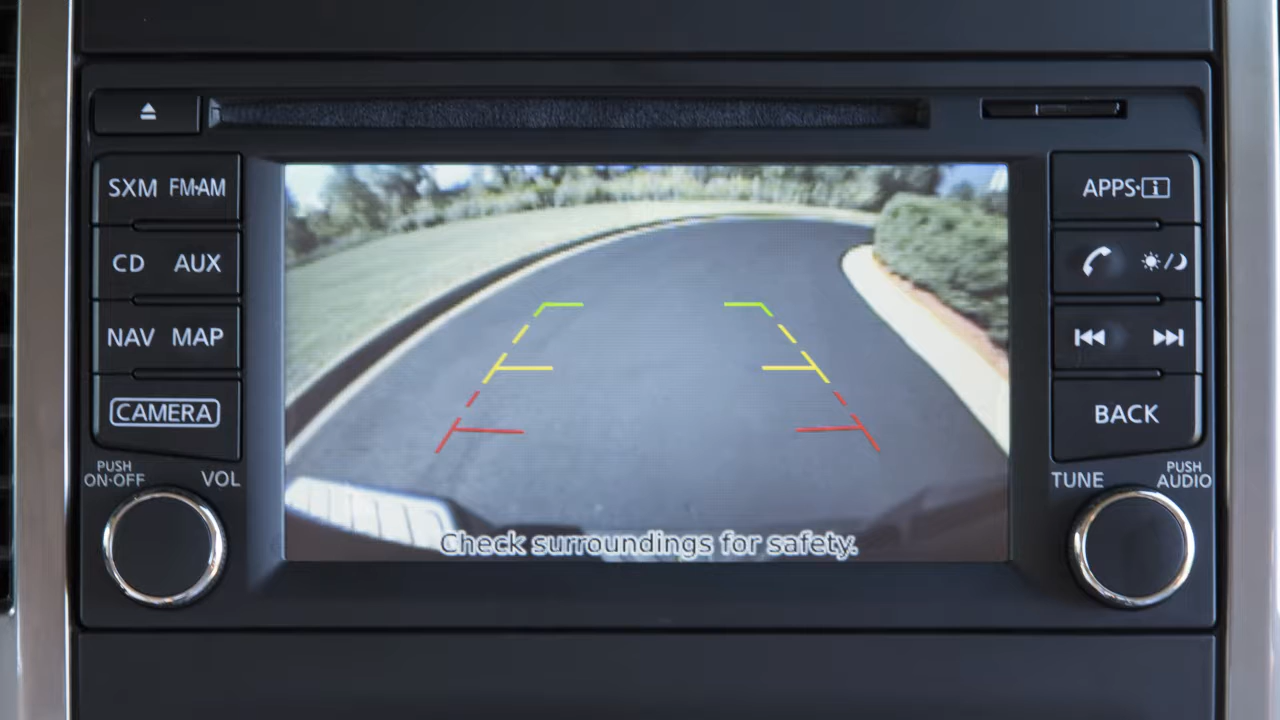 SXM FM·AM
CD AUX
NAV MAP
CAMERA
PUSH
ON·OFF
VOL
Check surroundings for safety.
APPS·i
BACK
TUNE
PUSH
AUDIO